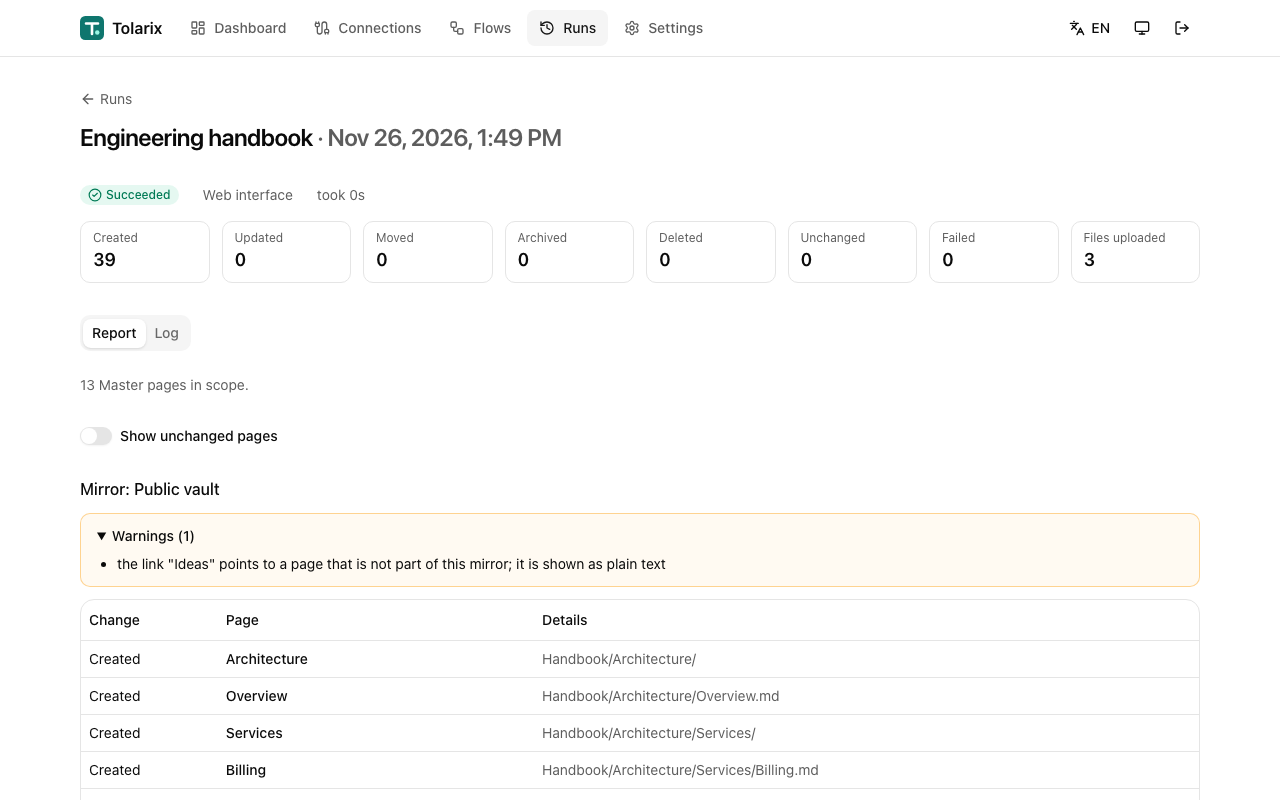 Tolarix Dashboard Connections Flows Runs Settings EN
Runs
Engineering handbook · Nov 26, 2026, 1:49 PM
Succeeded Web interface took 0s
Created Updated Moved Archived Deleted Unchanged Failed Files uploaded
39 0 0 0 0 0 0 3
Report Log
13 Master pages in scope.
Show unchanged pages
Mirror: Public vault
Warnings (1)
the link "Ideas" points to a page that is not part of this mirror; it is shown as plain text
Change Page Details
Created Architecture Handbook/Architecture/
Created Overview Handbook/Architecture/Overview.md
Created Services Handbook/Architecture/Services/
Created Billing Handbook/Architecture/Services/Billing.md